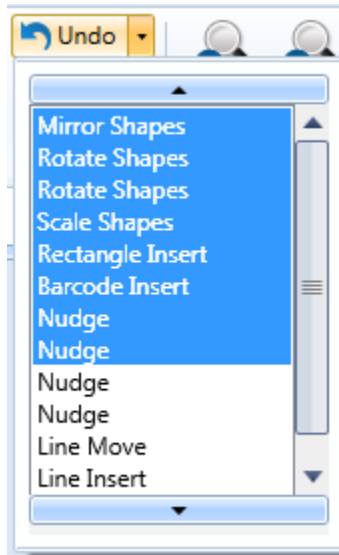 Undo
Mirror Shapes
Rotate Shapes
Rotate Shapes
Scale Shapes
Rectangle Insert
Barcode Insert
Nudge
Nudge
Nudge
Nudge
Line Move
Line Insert